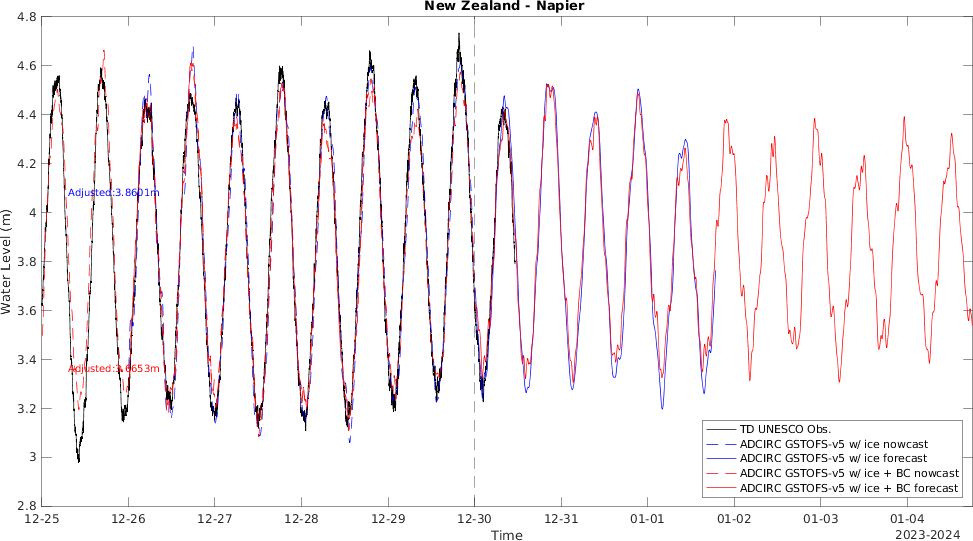 New Zealand - Napier
4.8
4.6
4.4
4.2
4
3.8
3.6
3.4
3.2
3
2.8
Water Level (m)
Adjusted:3.8601m
Adjusted:3.6653m
TD UNESCO Obs.
ADCIRC GSTOFS-v5 w/ ice nowcast
ADCIRC GSTOFS-v5 w/ ice forecast
ADCIRC GSTOFS-v5 w/ ice + BC nowcast
ADCIRC GSTOFS-v5 w/ ice + BC forecast
12-25 12-26 12-27 12-28 12-29 12-30 12-31 01-01 01-02 01-03 01-04
Time
2023-2024